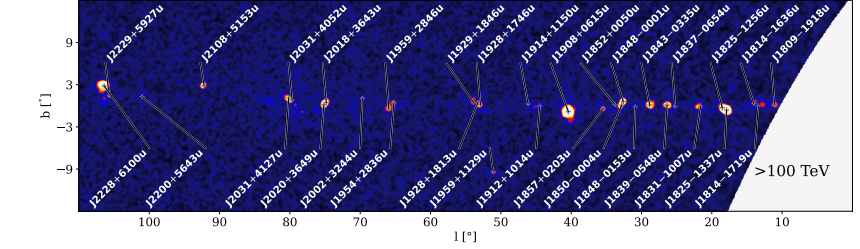 J2229+5927u
J2108+5153u
J2031+4052u
J2018+3643u
J1959+2846u
J1929+1846u
J1928+1746u
J1914+1150u
J1908+0615u
J1852+0050u
J1848−0001u
J1843−0335u
J1837−0654u
J1825−1256u
J1814−1636u
J1809−1918u
9
3
−3
−9
b [°]
J2228+6100u
J2200+5643u
J2031+4127u
J2020+3649u
J2002+3244u
J1954+2836u
J1928+1813u
J1959+1129u
J1912+1014u
J1857+0203u
J1850−0004u
J1848−0153u
J1839−0548u
J1831−1007u
J1825−1337u
J1814−1719u
>100 TeV
100 90 80 70 60 50 40 30 20 10
l [°]